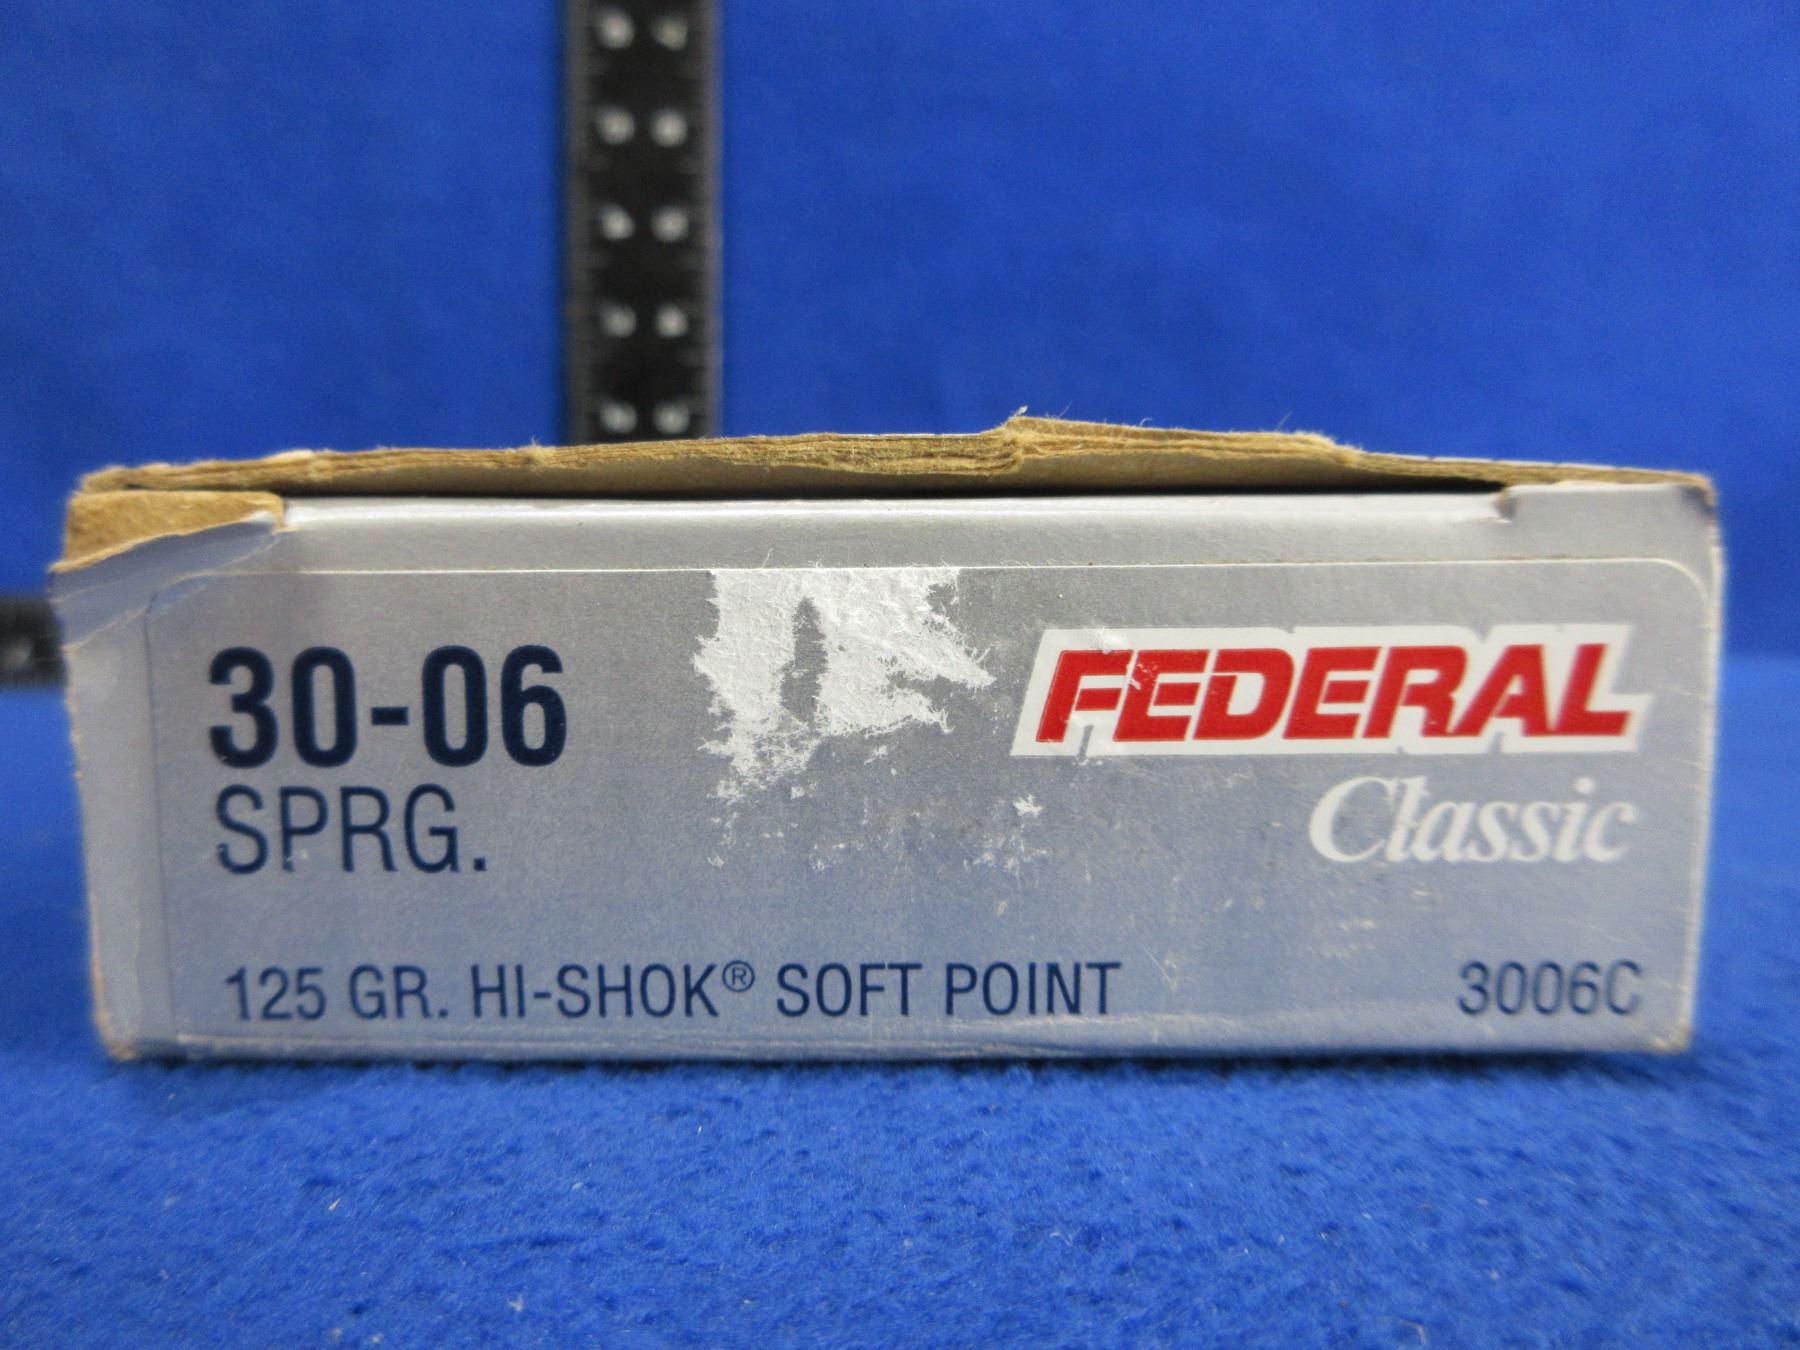 30-06
SPRG.
FEDERAL
Classic
125 GR. HI-SHOK® SOFT POINT
3006C